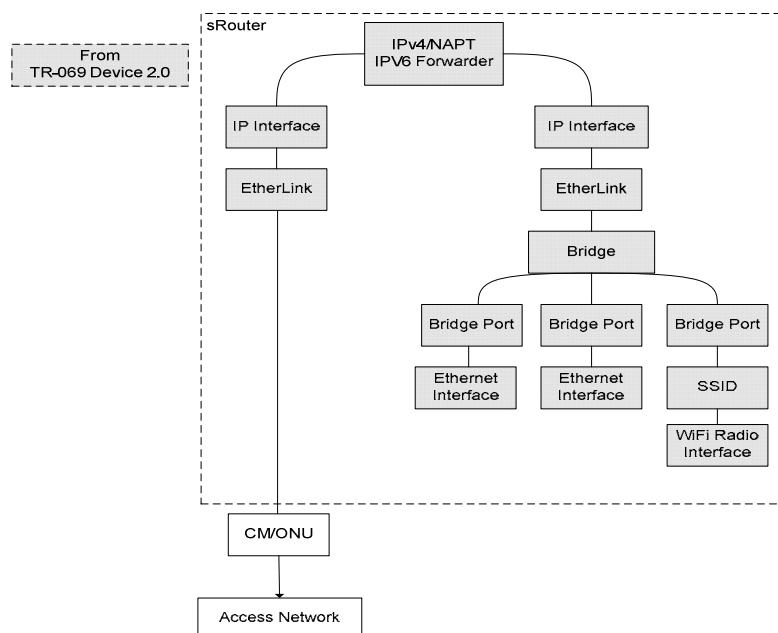 sRouter
From
TR-069 Device 2.0
IPv4/NAPT
IPV6 Forwarder
IP Interface
IP Interface
EtherLink
EtherLink
Bridge
Bridge Port
Bridge Port
Bridge Port
Ethernet
Interface
Ethernet
Interface
SSID
WiFi Radio
Interface
CM/ONU
Access Network